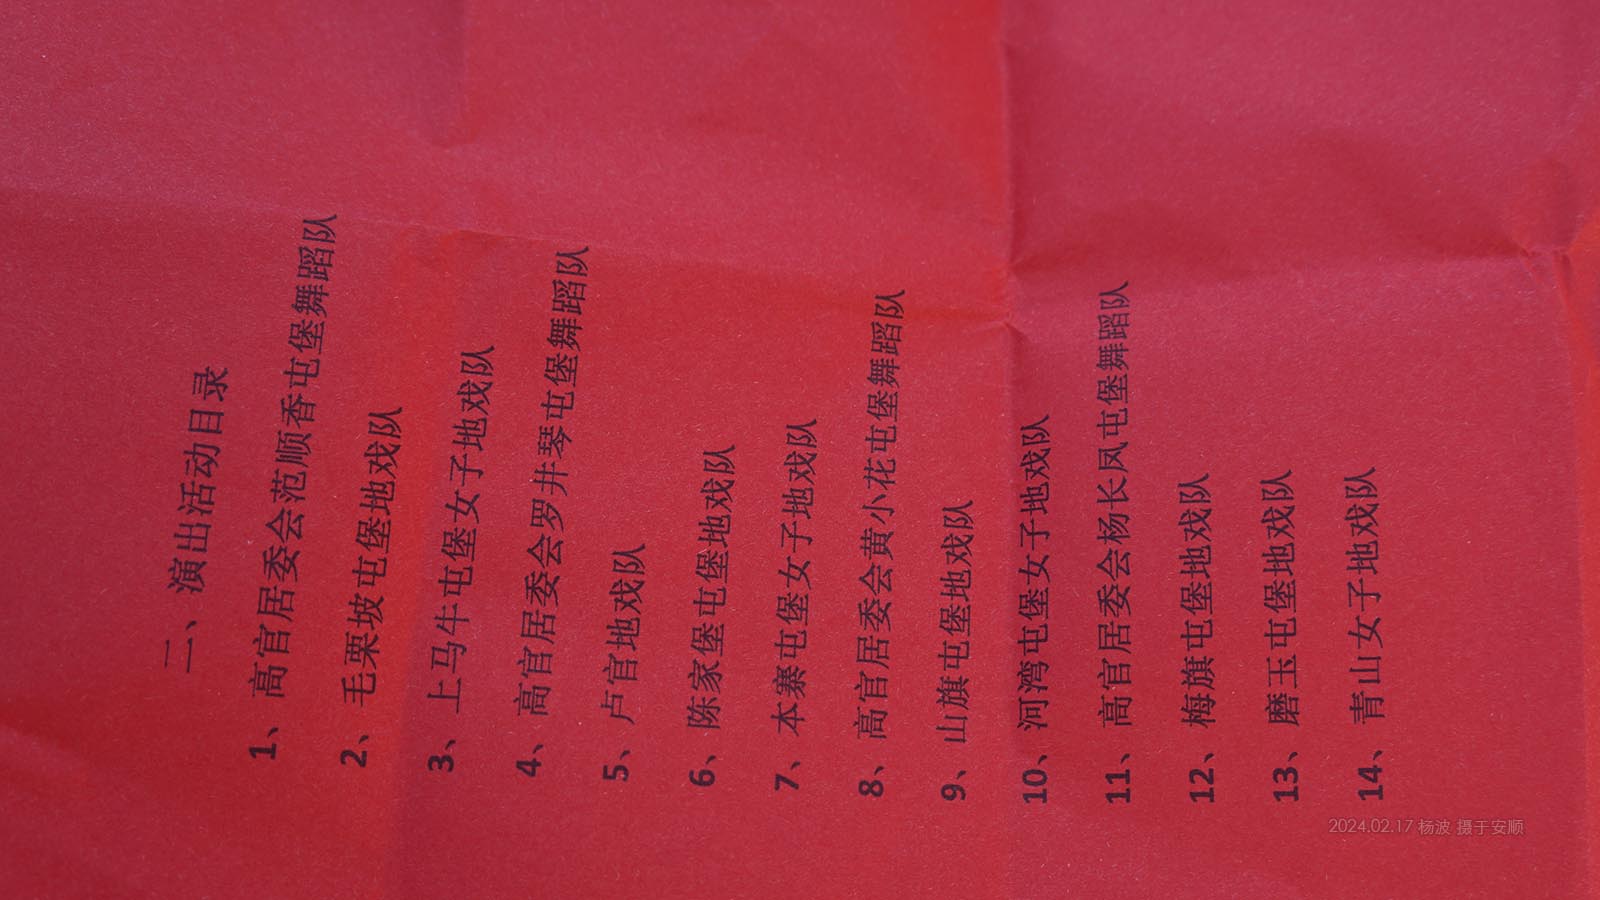 二、演出活动目录
1、高官居委会范顺香屯堡舞蹈队
2、毛栗坡屯堡地戏队
3、上马牛屯堡女子地戏队
4、高官居委会罗井琴屯堡舞蹈队
5、卢官地戏队
6、陈家堡屯堡地戏队
7、本寨屯堡女子地戏队
8、高官居委会黄小花屯堡舞蹈队
9、山旗屯堡地戏队
10、河湾屯堡女子地戏队
11、高官居委会杨长凤屯堡舞蹈队
12、梅旗屯堡地戏队
13、磨玉屯堡地戏队
14、青山女子地戏队
2024.02.17 杨波 摄于安顺